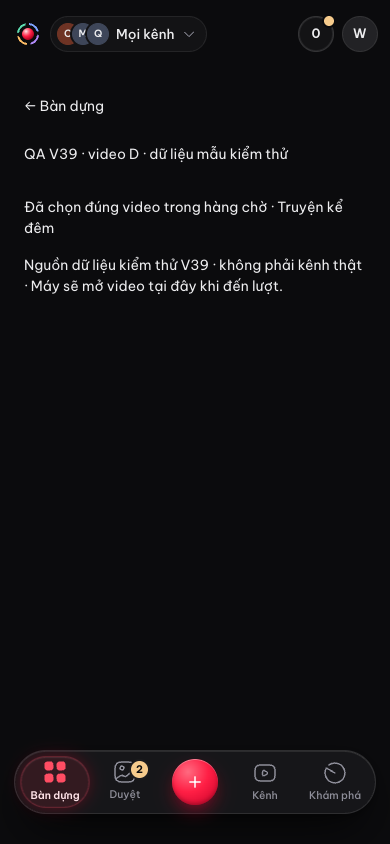 C M Q Mọi kênh
0
W
← Bàn dựng
QA V39 · video D · dữ liệu mẫu kiểm thử
Đã chọn đúng video trong hàng chờ · Truyện kể
đêm
Nguồn dữ liệu kiểm thử V39 · không phải kênh thật
· Máy sẽ mở video tại đây khi đến lượt.
2
Bàn dựng
Duyệt
Kênh
Khám phá